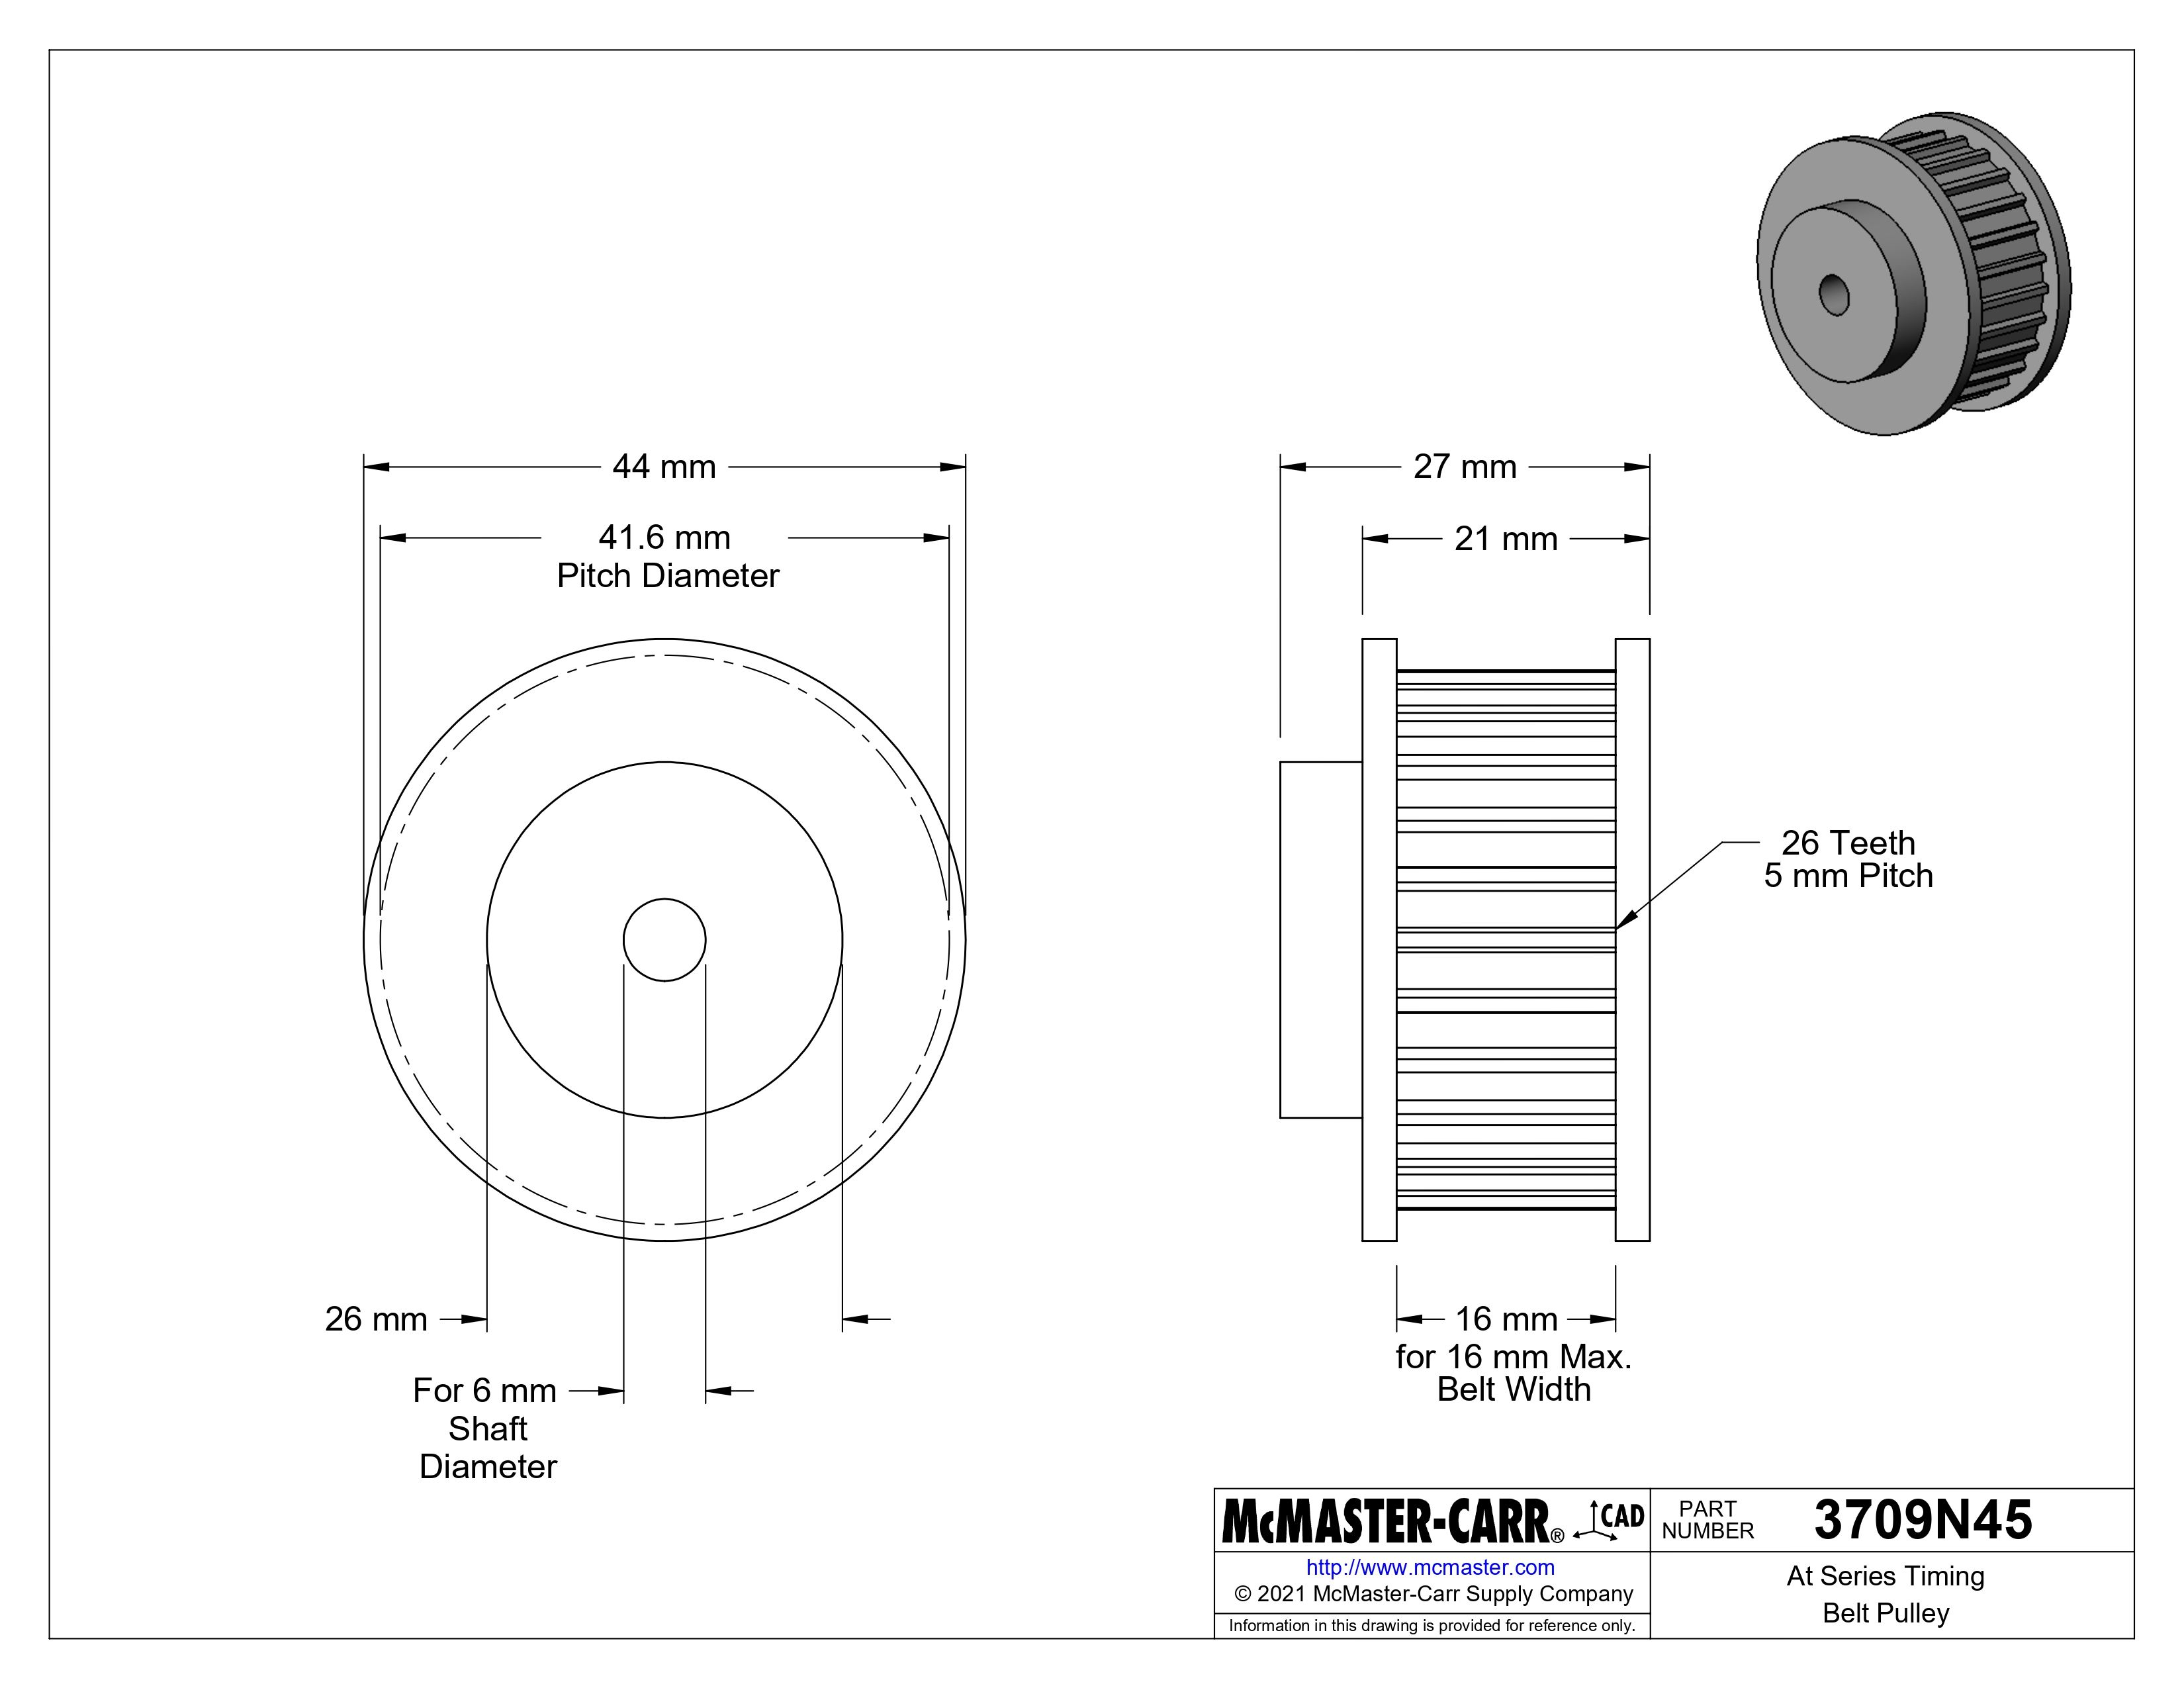 44 mm
27 mm
41.6 mm
Pitch Diameter
21 mm
26 Teeth
5 mm Pitch
26 mm
16 mm
for 16 mm Max.
Belt Width
For 6 mm
Shaft
Diameter
McMASTER-CARR® CAD
PART
NUMBER
3709N45
http://www.mcmaster.com
© 2021 McMaster-Carr Supply Company
Information in this drawing is provided for reference only.
At Series Timing
Belt Pulley